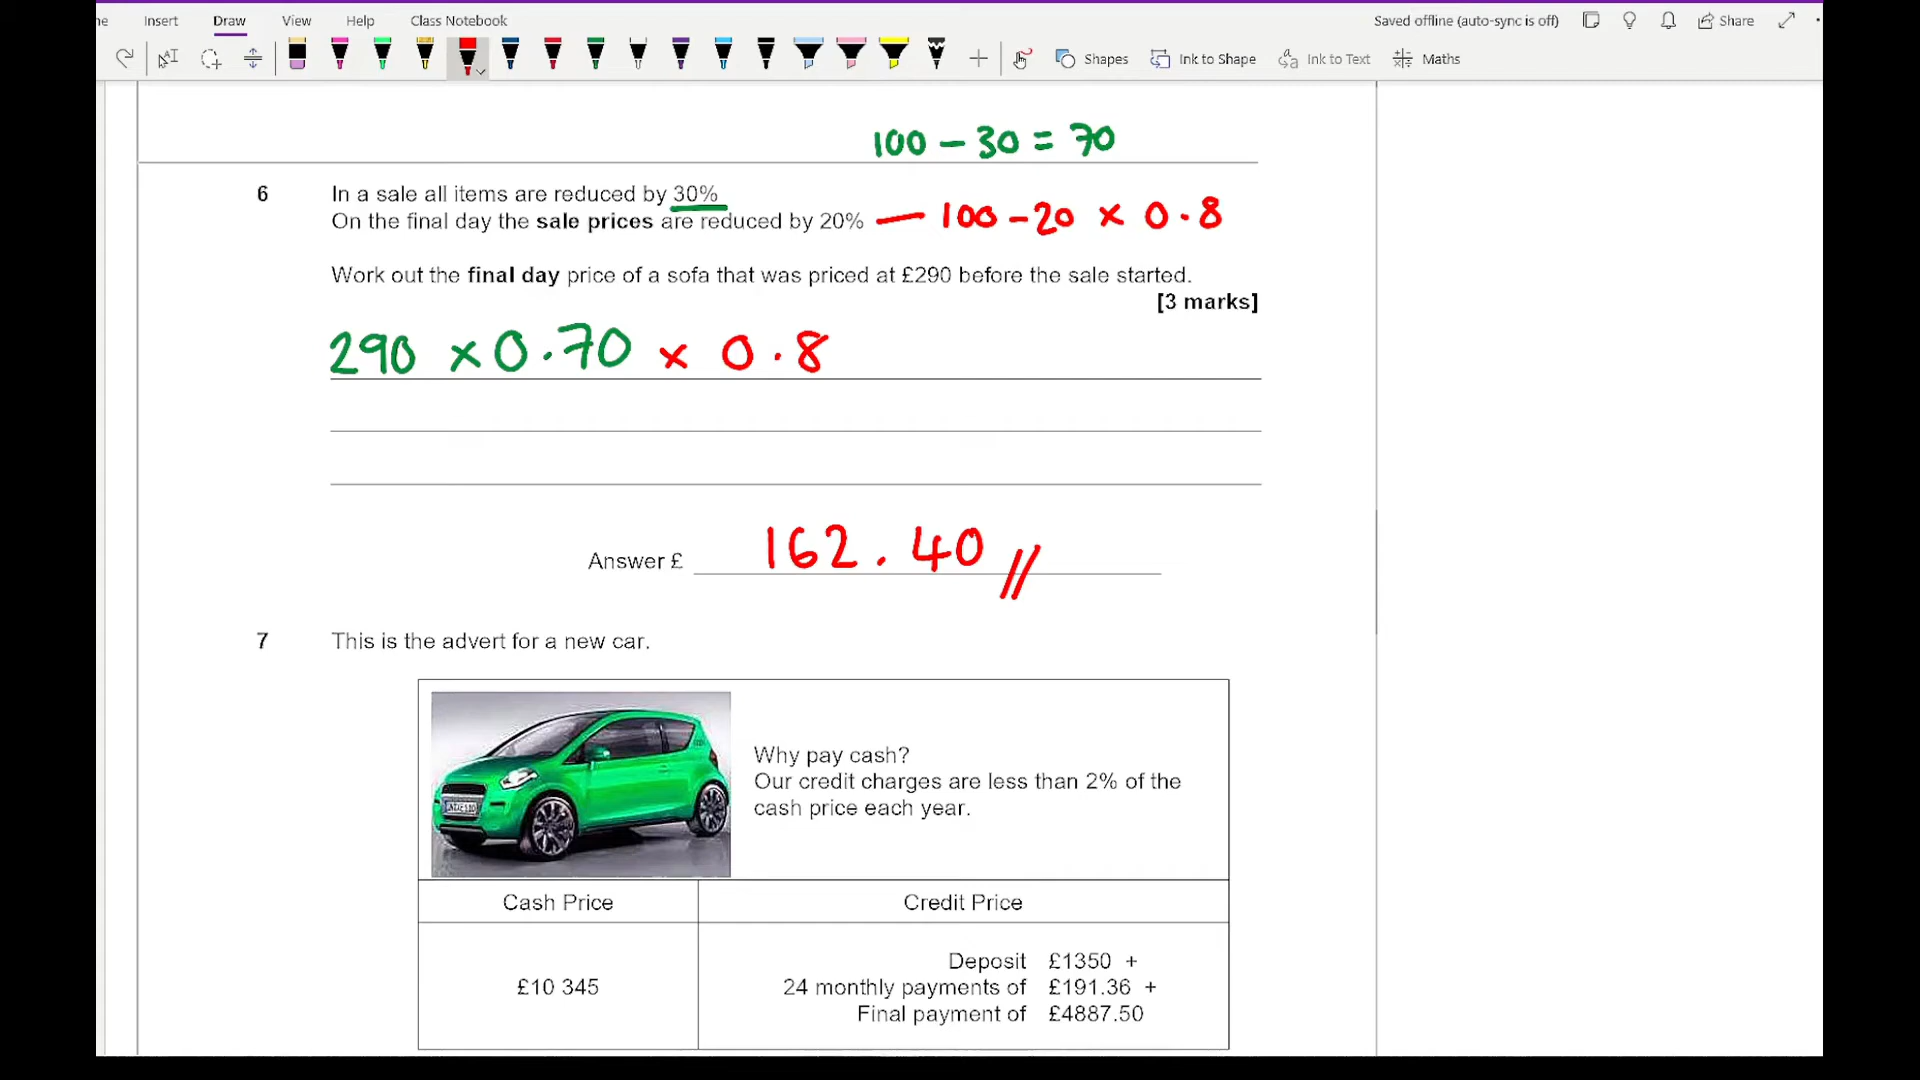 Insert Draw View Help Class Notebook Saved offline (auto-sync is off) Share
Shapes Ink to Shape Ink to Text Maths
100 - 30 = 70
6 In a sale all items are reduced by 30%
On the final day the sale prices are reduced by 20% — 100 - 20 × 0.8
Work out the final day price of a sofa that was priced at £290 before the sale started.
[3 marks]
290 × 0.70 × 0.8
Answer £ 162.40 //
7 This is the advert for a new car.
Why pay cash?
Our credit charges are less than 2% of the
cash price each year.
Cash Price Credit Price
Deposit £1350 +
£10 345 24 monthly payments of £191.36 +
Final payment of £4887.50